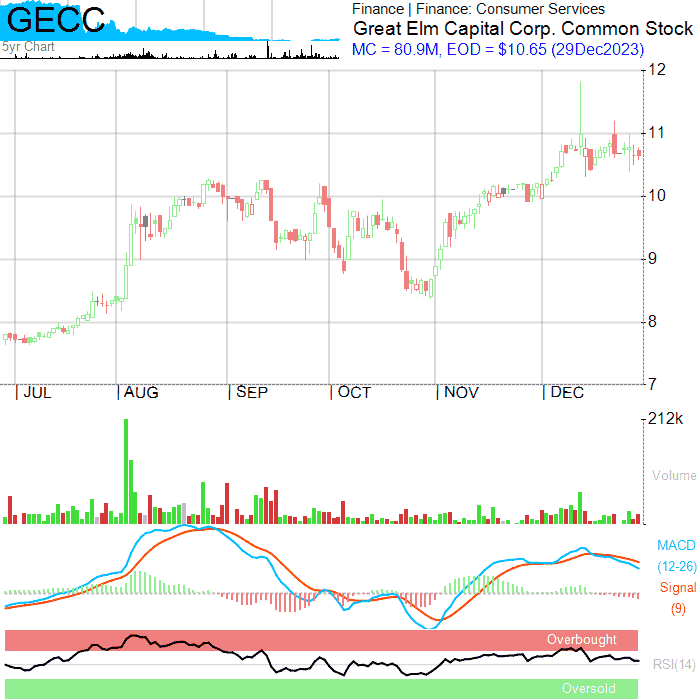 GECC
5yr Chart
Finance | Finance: Consumer Services
Great Elm Capital Corp. Common Stock
MC = 80.9M, EOD = $10.65 (29Dec2023)
12
11
10
9
8
7
| JUL | AUG | SEP | OCT | NOV | DEC
212k
Volume
MACD
(12-26)
Signal
(9)
Overbought
RSI(14)
Oversold